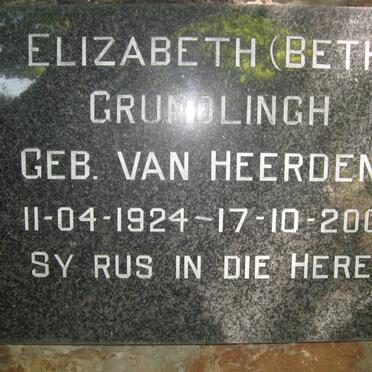 ELIZABETH (BETH
GRUNDLINGH
GEB. VAN HEERDEN
11-04-1924 – 17-10-200
SY RUS IN DIE HERE